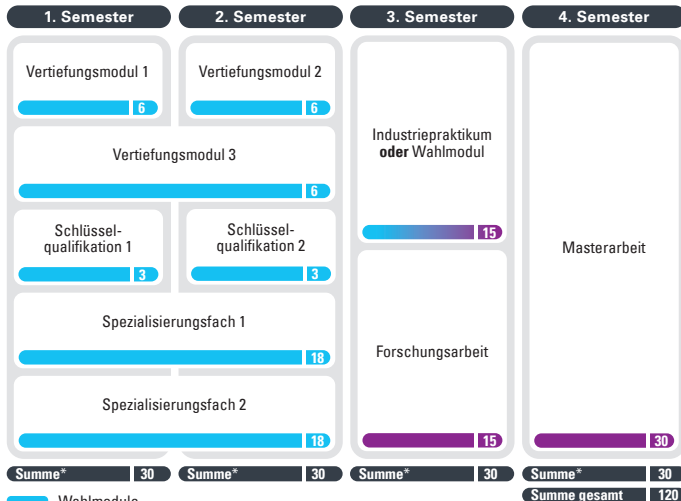 1. Semester
2. Semester
3. Semester
4. Semester
Vertiefungsmodul 1
6
Vertiefungsmodul 2
6
Vertiefungsmodul 3
6
Schlüssel-
qualifikation 1
3
Schlüssel-
qualifikation 2
3
Spezialisierungsfach 1
18
Spezialisierungsfach 2
18
Industriepraktikum
oder Wahlmodul
15
Forschungsarbeit
15
Masterarbeit
30
Summe* 30
Summe* 30
Summe* 30
Summe* 30
Summe gesamt 120
Wahlmodule